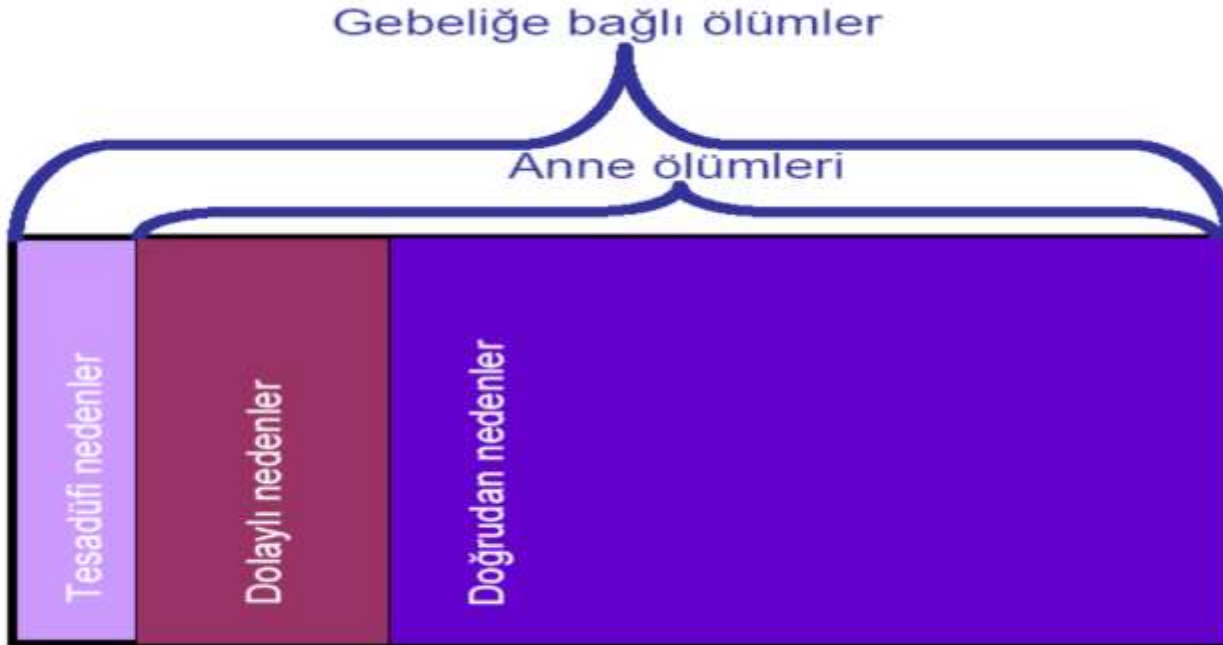 Gebeliğe bağlı ölümler
Anne ölümleri
Tesadüfi nedenler
Dolaylı nedenler
Doğrudan nedenler